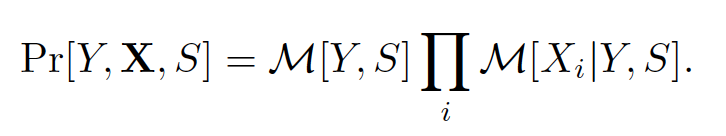 Pr[Y, X, S] = ℳ[Y, S] ∏_i ℳ[X_i|Y, S].